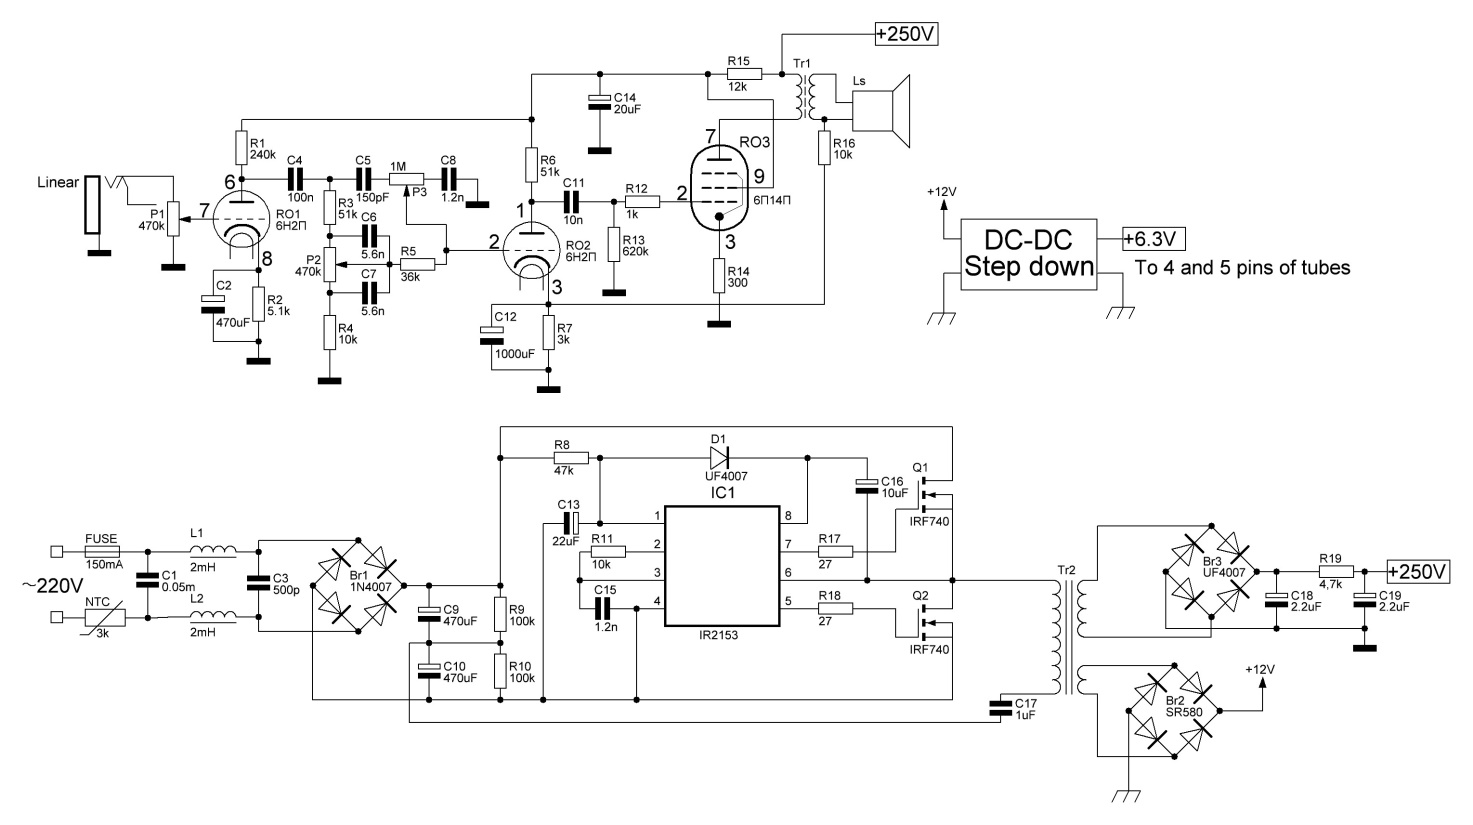 +250V
R15
12k
Tr1
Ls
C14
20uF
R1
240k
R6
51k
7
RO3
R16
10k
Linear
C4
100n
C5
150pF
1M
P3
C8
1.2n
6
C11
10n
R12
1k
2
9
6П14П
P1
470k
7
RO1
6Н2П
R3
51k
C6
5.6n
1
R13
620k
+12V
DC-DC
Step down
+6.3V
To 4 and 5 pins of tubes
8
P2
470k
R5
36k
2
RO2
6Н2П
3
3
R14
300
C2
470uF
R2
5.1k
C7
5.6n
R4
10k
C12
1000uF
R7
3k
R8
47k
D1
UF4007
IC1
C16
10uF
Q1
IRF740
C13
22uF
1
8
R11
10k
2
7
R17
27
3
6
C15
1.2n
4
5
R18
27
Q2
IRF740
IR2153
FUSE
150mA
L1
2mH
C1
0.05m
C3
500p
Br1
1N4007
~220V
NTC
3k
L2
2mH
C9
470uF
R9
100k
C10
470uF
R10
100k
C17
1uF
Tr2
Br3
UF4007
R19
4,7k
+250V
C18
2.2uF
C19
2.2uF
Br2
SR580
+12V